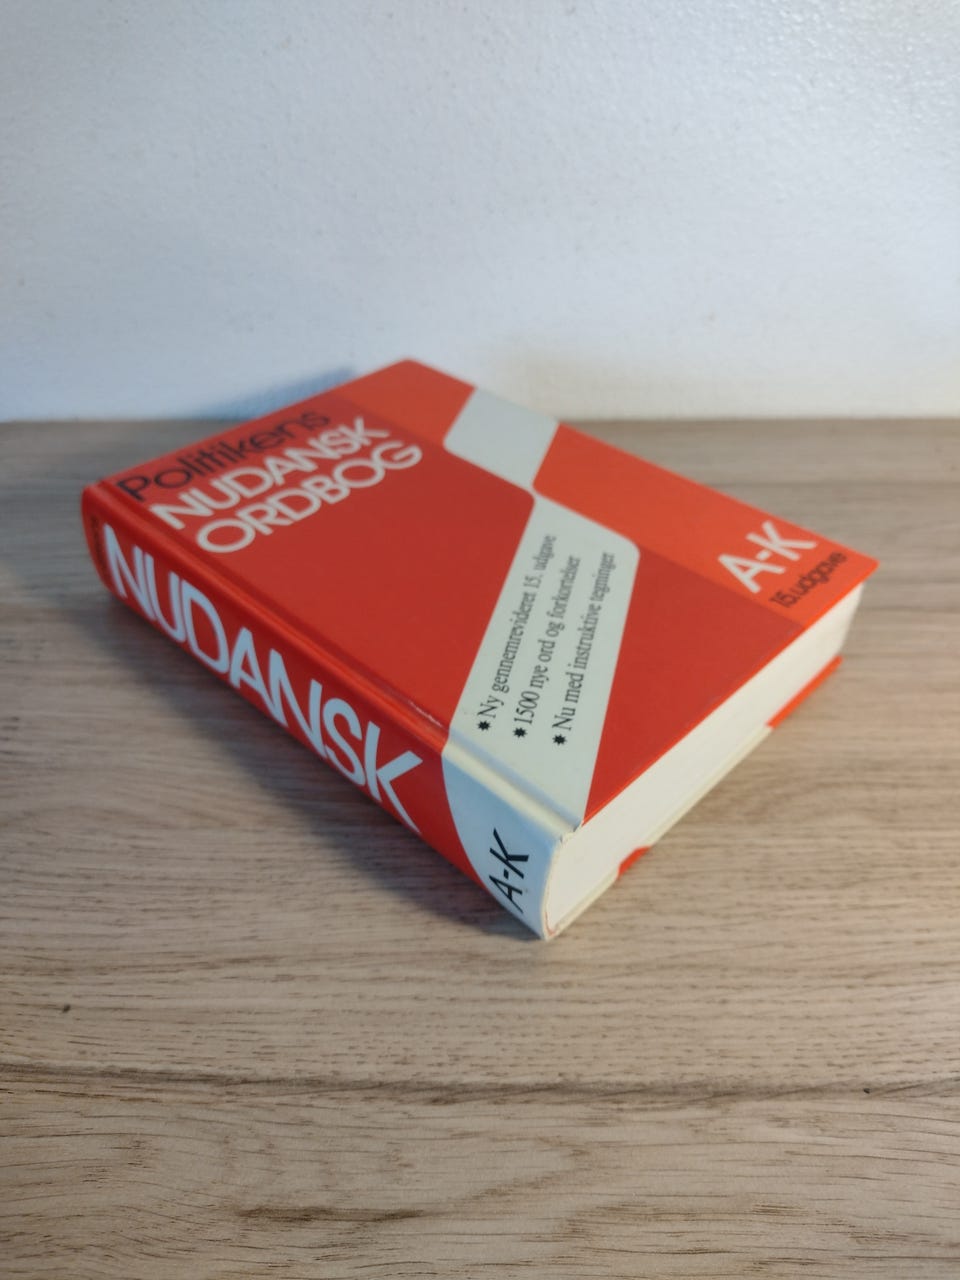 Politikens
NUDANSK
ORDBOG
* Ny gennemrevideret 15. udgave
* 1500 nye ord og forkortelser
* Nu med instruktive tegninger
A-K
15.udgave
NUDANSK
A-K